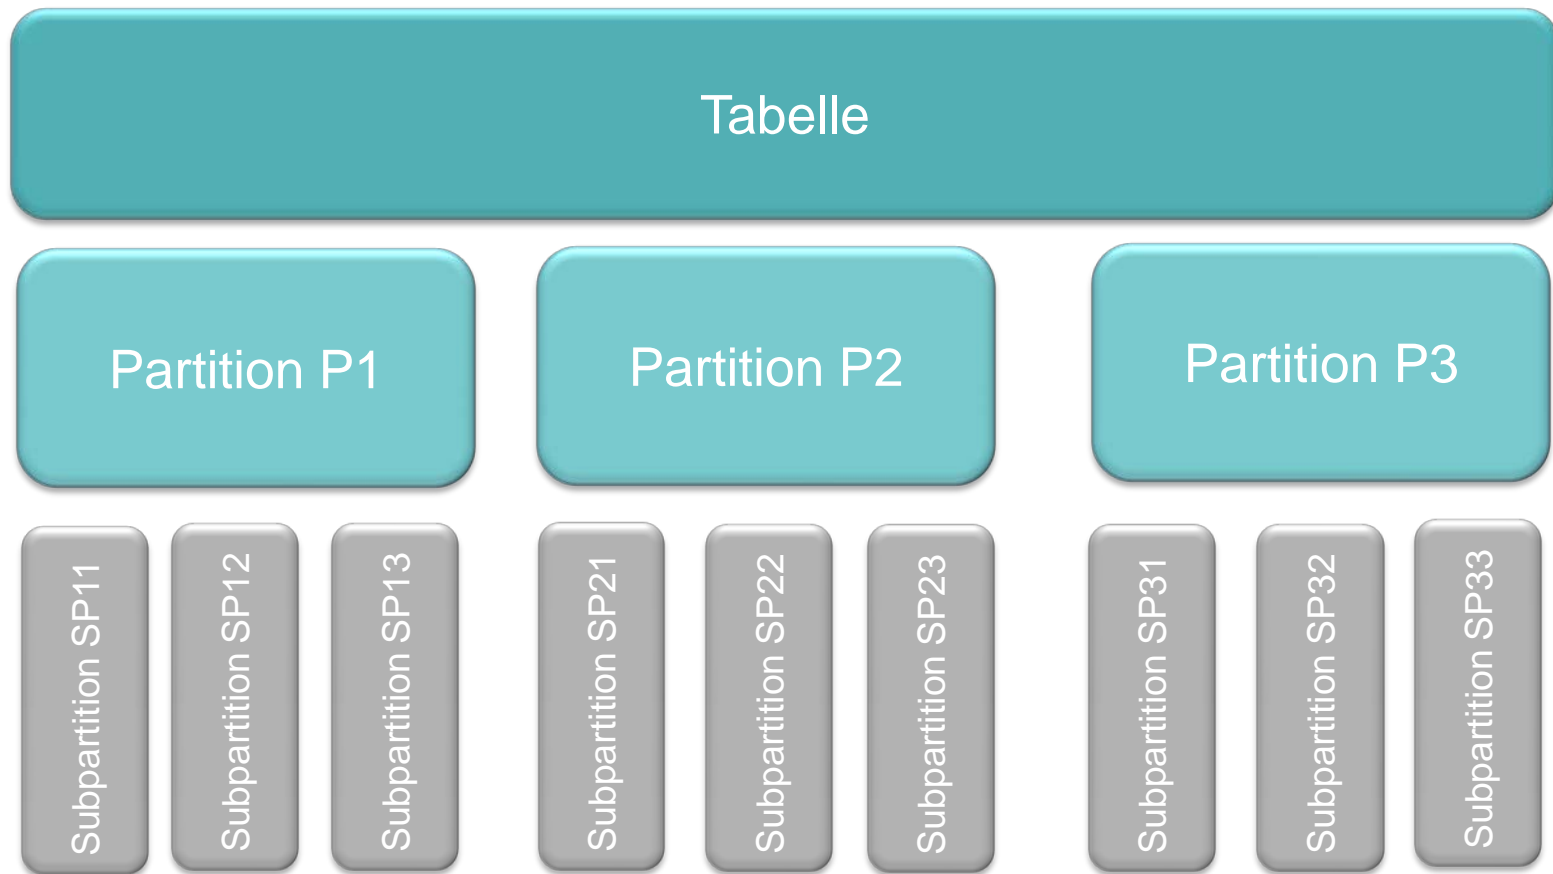 Tabelle
Partition P1
Partition P2
Partition P3
Subpartition SP11
Subpartition SP12
Subpartition SP13
Subpartition SP21
Subpartition SP22
Subpartition SP23
Subpartition SP31
Subpartition SP32
Subpartition SP33